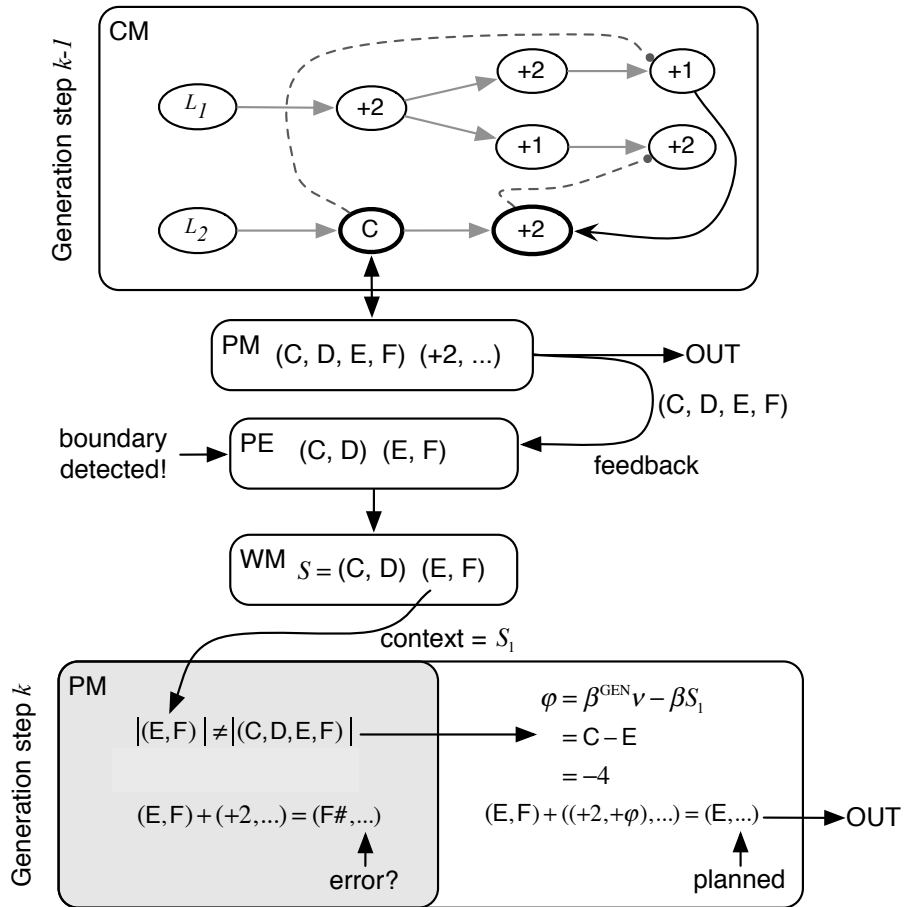 Generation step k-1
CM
L₁
+2
+2
+1
+1
+2
L₂
C
+2
PM (C, D, E, F) (+2, ...)
OUT
(C, D, E, F)
feedback
boundary
detected!
PE (C, D) (E, F)
WM S = (C, D) (E, F)
context = S₁
Generation step k
PM
|(E,F)| ≠ |(C,D,E,F)|
(E,F)+(+2,...)=(F#,...)
error?
φ = β^GEN ν − βS₁
= C − E
= −4
(E,F)+((+2,+φ),...)=(E,...)
OUT
planned